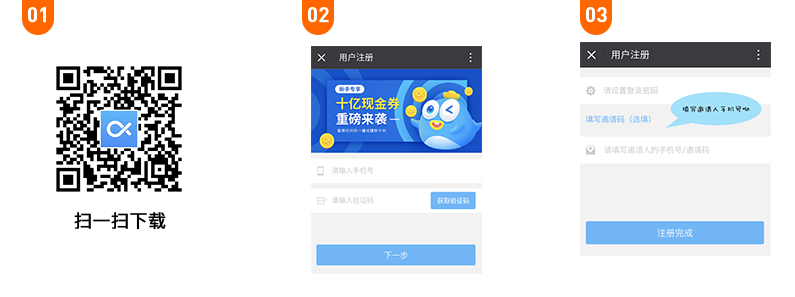 01
扫一扫下载
02
用户注册
新手专享
十亿现金券
重磅来袭
请输入手机号
请输入验证码
获取验证码
下一步
03
用户注册
请设置登录密码
填写邀请码（选填）
填写邀请人手机号呦
请填写邀请人的手机号/邀请码
注册完成